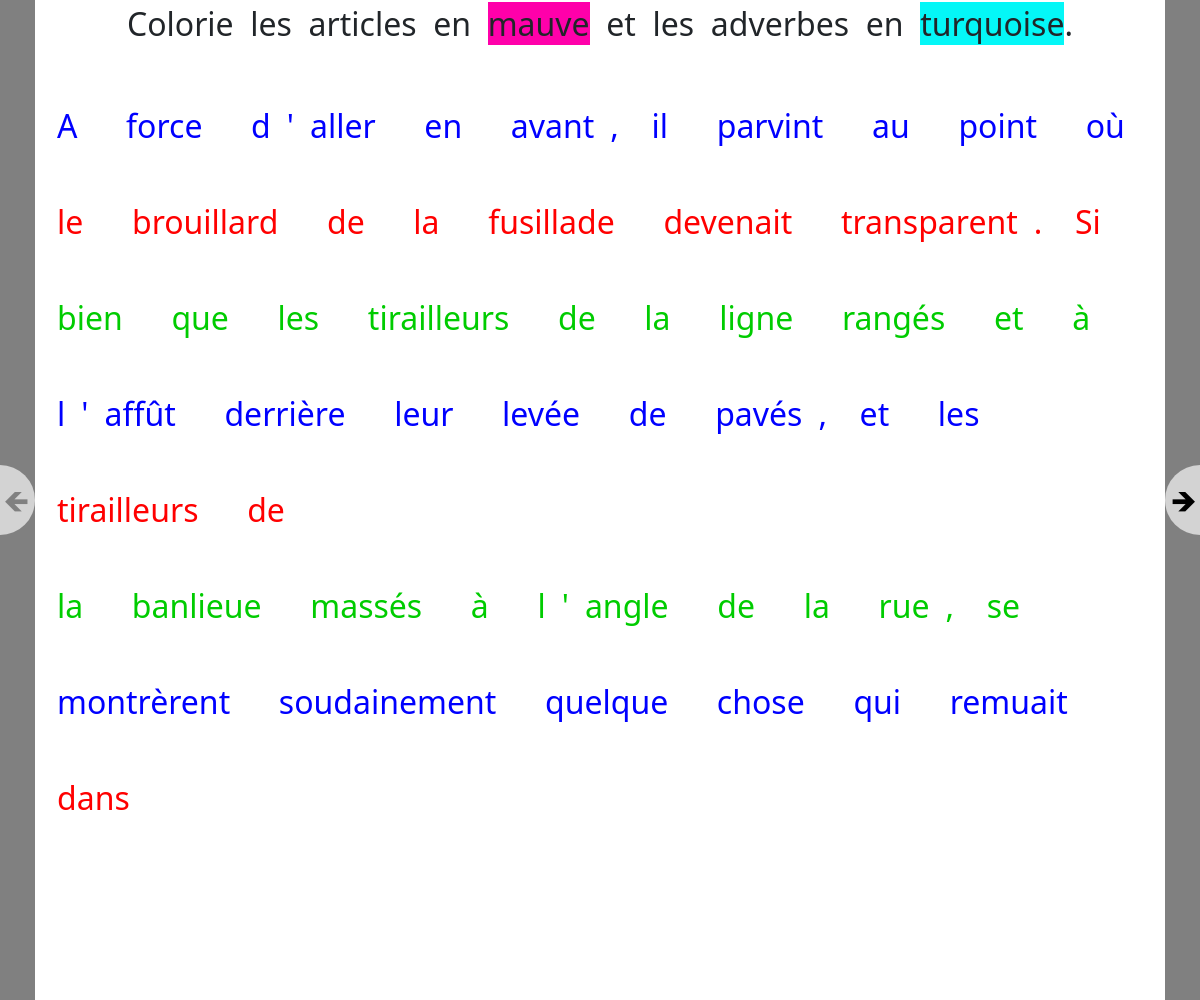 Colorie les articles en mauve et les adverbes en turquoise.
A force d ' aller en avant , il parvint au point où
le brouillard de la fusillade devenait transparent . Si
bien que les tirailleurs de la ligne rangés et à
l ' affût derrière leur levée de pavés , et les
tirailleurs de
la banlieue massés à l ' angle de la rue , se
montrèrent soudainement quelque chose qui remuait
dans